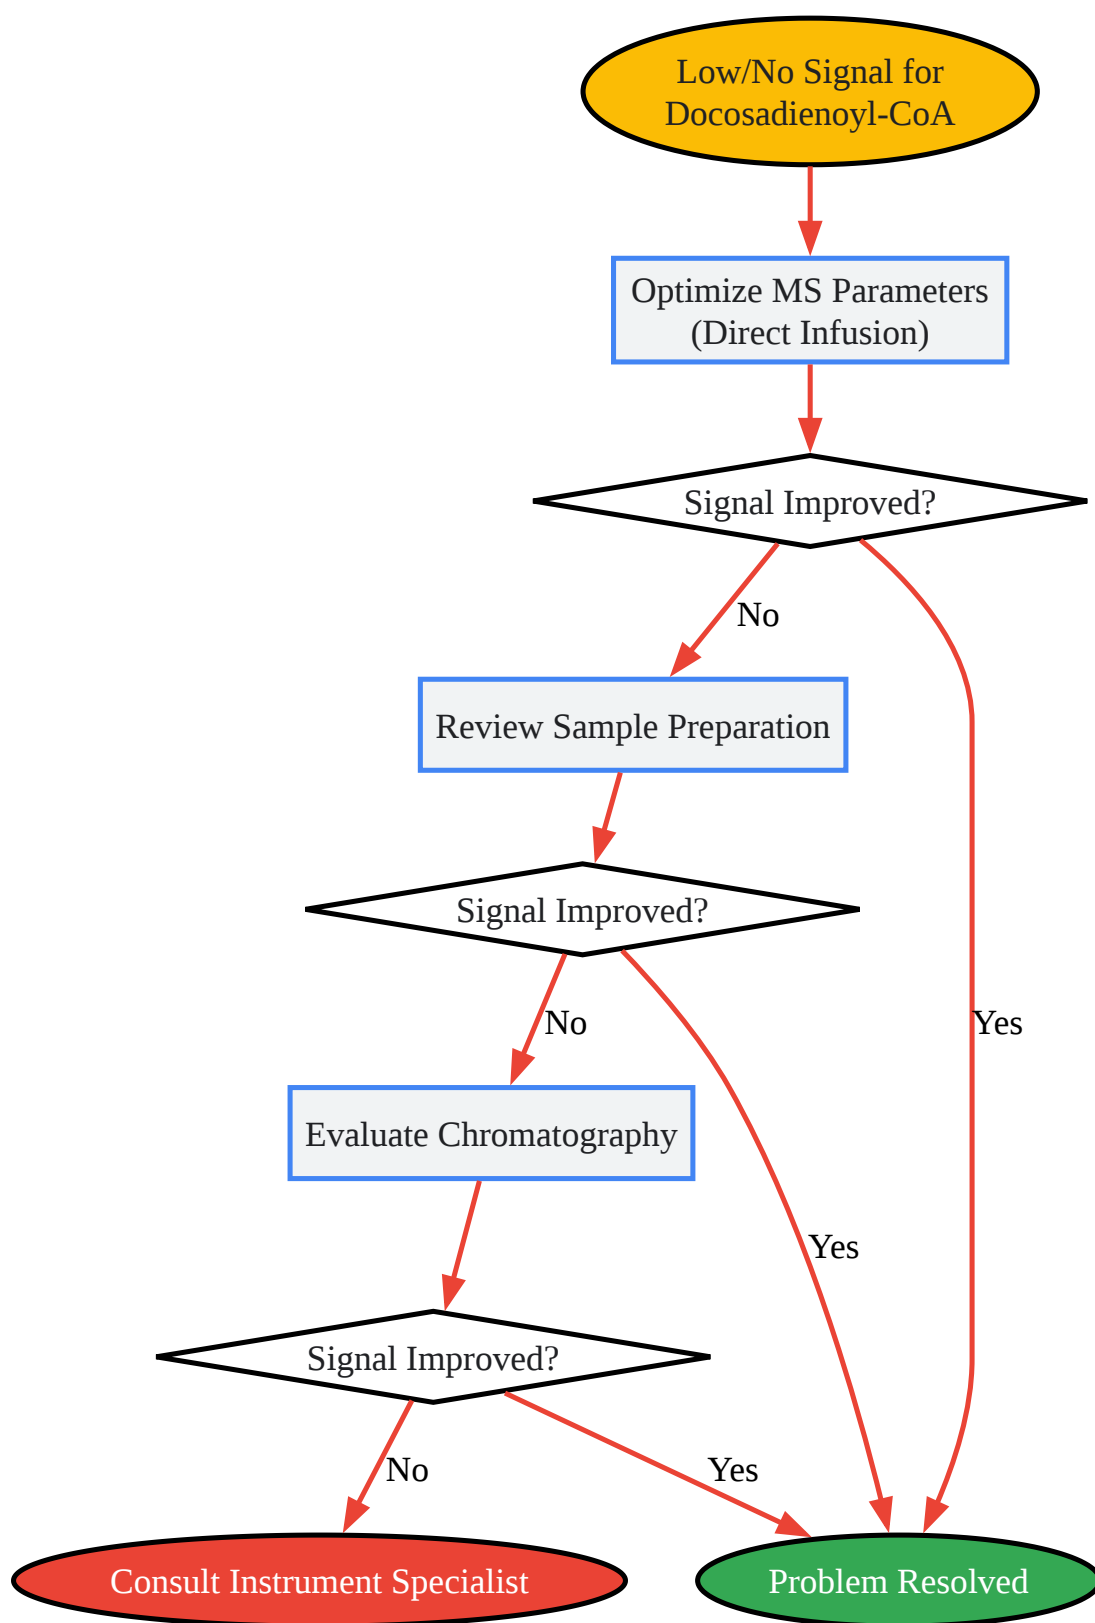 Low/No Signal for
Docosadienoyl-CoA
Optimize MS Parameters
(Direct Infusion)
Signal Improved?
No
Review Sample Preparation
Signal Improved?
No
Yes
Evaluate Chromatography
Yes
Signal Improved?
No
Yes
Consult Instrument Specialist
Problem Resolved